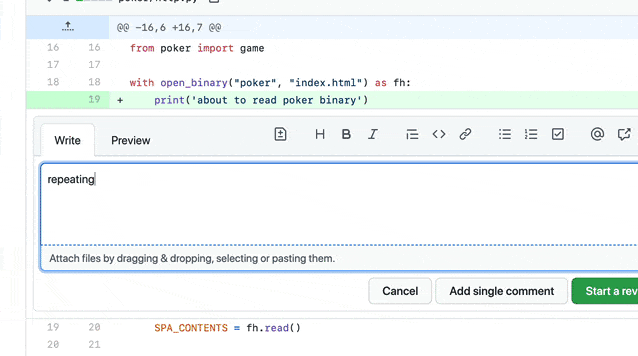 @@ -16,6 +16,7 @@
16 16 from poker import game
17 17
18 18 with open_binary("poker", "index.html") as fh:
19 + print('about to read poker binary')
Write Preview
repeating
Attach files by dragging & dropping, selecting or pasting them.
Cancel Add single comment Start a rev
19 20 SPA_CONTENTS = fh.read()
20 21